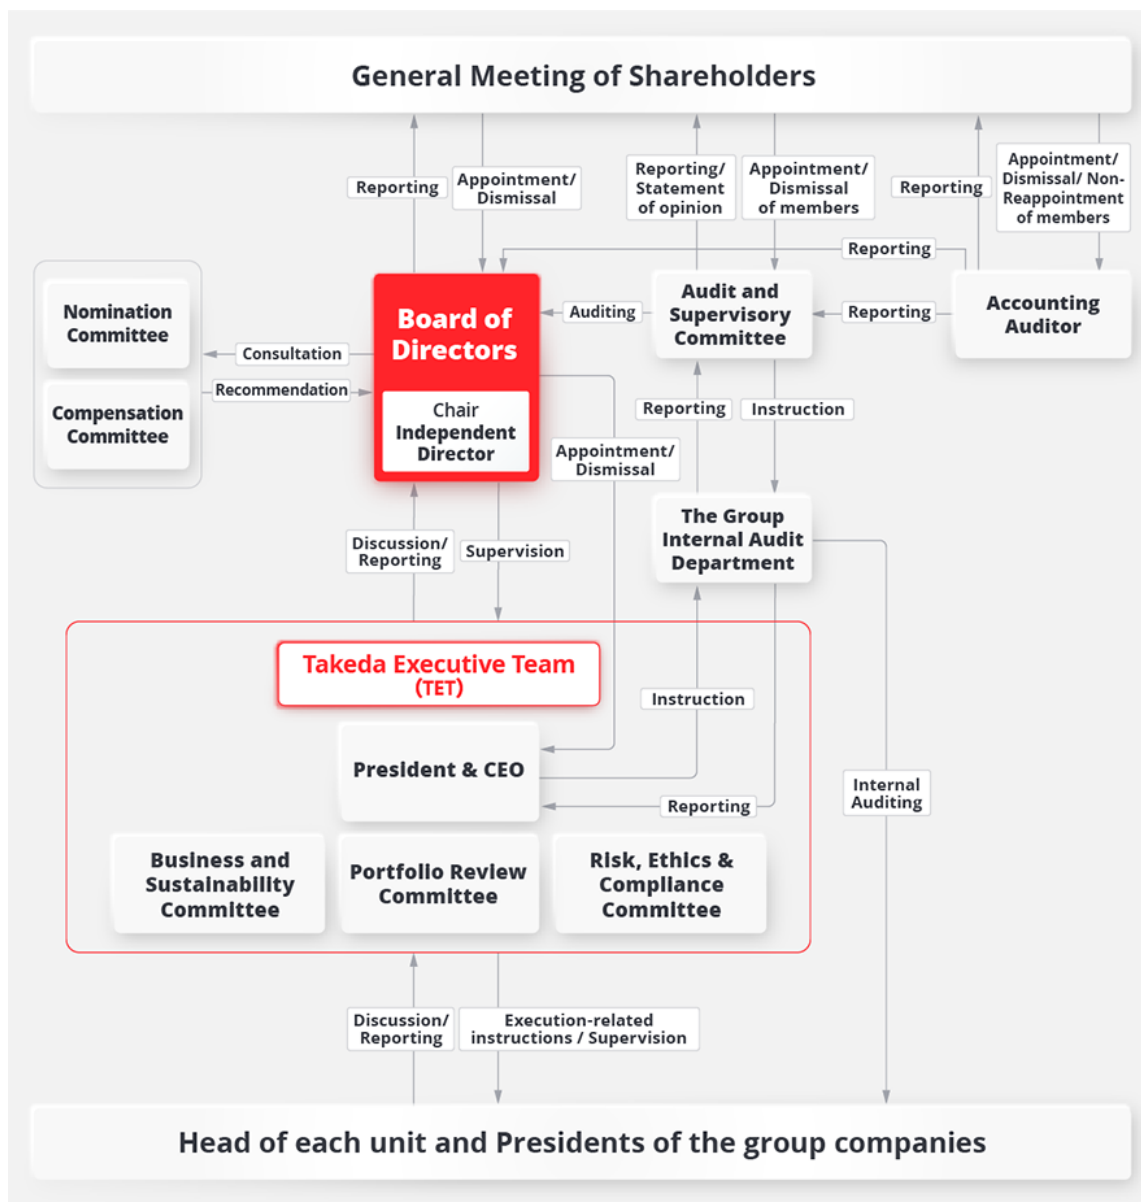 General Meeting of Shareholders
Reporting
Appointment/
Dismissal
Reporting/
Statement
of opinion
Appointment/
Dismissal
of members
Reporting
Appointment/
Dismissal/ Non-
Reappointment
of members
Reporting
Nomination
Committee
Compensation
Committee
Consultation
Recommendation
Board of
Directors
Chair
Independent
Director
Auditing
Audit and
Supervisory
Committee
Reporting
Accounting
Auditor
Reporting
Instruction
Appointment/
Dismissal
The Group
Internal Audit
Department
Discussion/
Reporting
Supervision
Takeda Executive Team
(TET)
Instruction
President & CEO
Reporting
Internal
Auditing
Business and
Sustainability
Committee
Portfolio Review
Committee
Risk, Ethics &
Compliance
Committee
Discussion/
Reporting
Execution-related
instructions / Supervision
Head of each unit and Presidents of the group companies